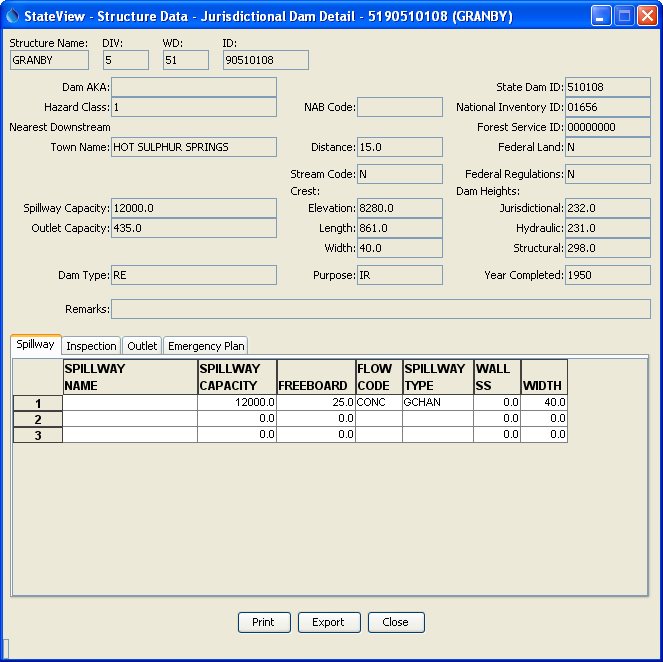 StateView - Structure Data - Jurisdictional Dam Detail - 5190510108 (GRANBY)
Structure Name: DIV: WD: ID:
GRANBY 5 51 90510108
Dam AKA: State Dam ID: 510108
Hazard Class: 1 NAB Code: National Inventory ID: 01656
Nearest Downstream Forest Service ID: 00000000
Town Name: HOT SULPHUR SPRINGS Distance: 15.0 Federal Land: N
Stream Code: N Federal Regulations: N
Crest: Dam Heights:
Spillway Capacity: 12000.0 Elevation: 8280.0 Jurisdictional: 232.0
Outlet Capacity: 435.0 Length: 861.0 Hydraulic: 231.0
Width: 40.0 Structural: 298.0
Dam Type: RE Purpose: IR Year Completed: 1950
Remarks:
Spillway Inspection Outlet Emergency Plan
SPILLWAY SPILLWAY FLOW SPILLWAY WALL
NAME CAPACITY FREEBOARD CODE TYPE SS WIDTH
1 12000.0 25.0 CONC GCHAN 0.0 40.0
2 0.0 0.0 0.0 0.0
3 0.0 0.0 0.0 0.0
Print Export Close